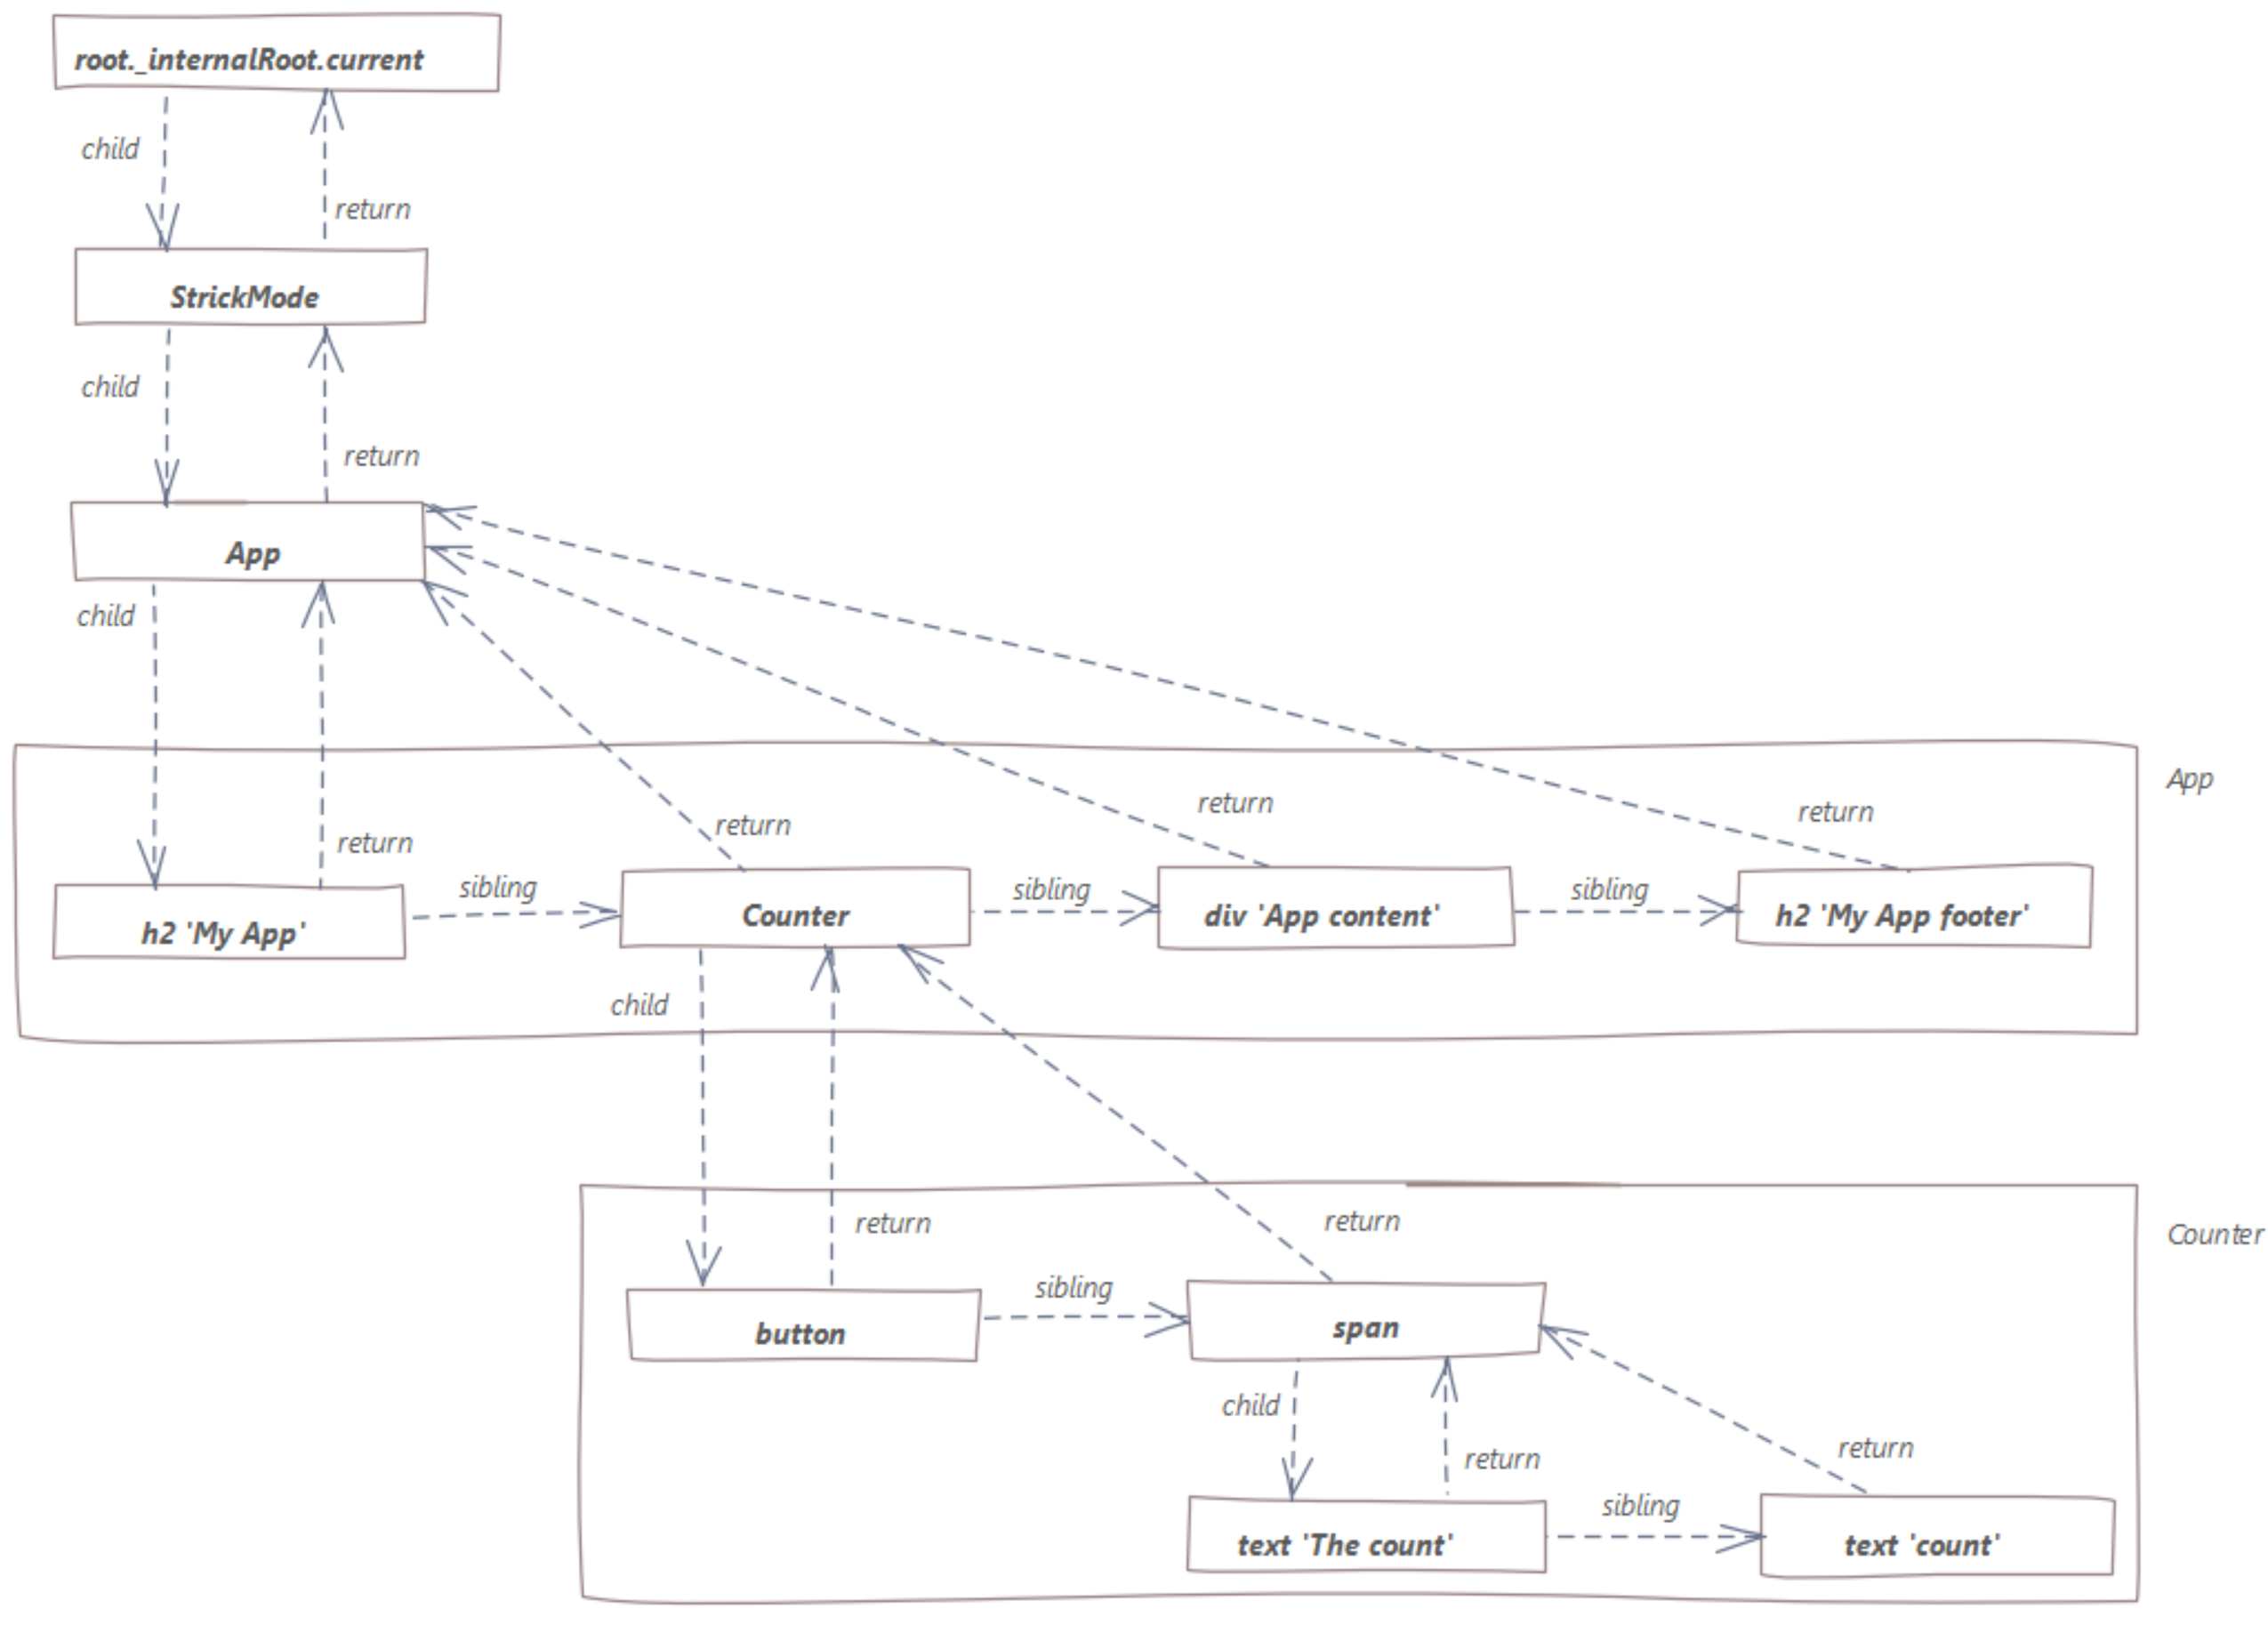 root._internalRoot.current
child
return
StrickMode
child
return
App
child
return
return
return
return
App
h2 'My App'
sibling
Counter
sibling
div 'App content'
sibling
h2 'My App footer'
child
return
return
Counter
button
sibling
span
child
return
return
text 'The count'
sibling
text 'count'